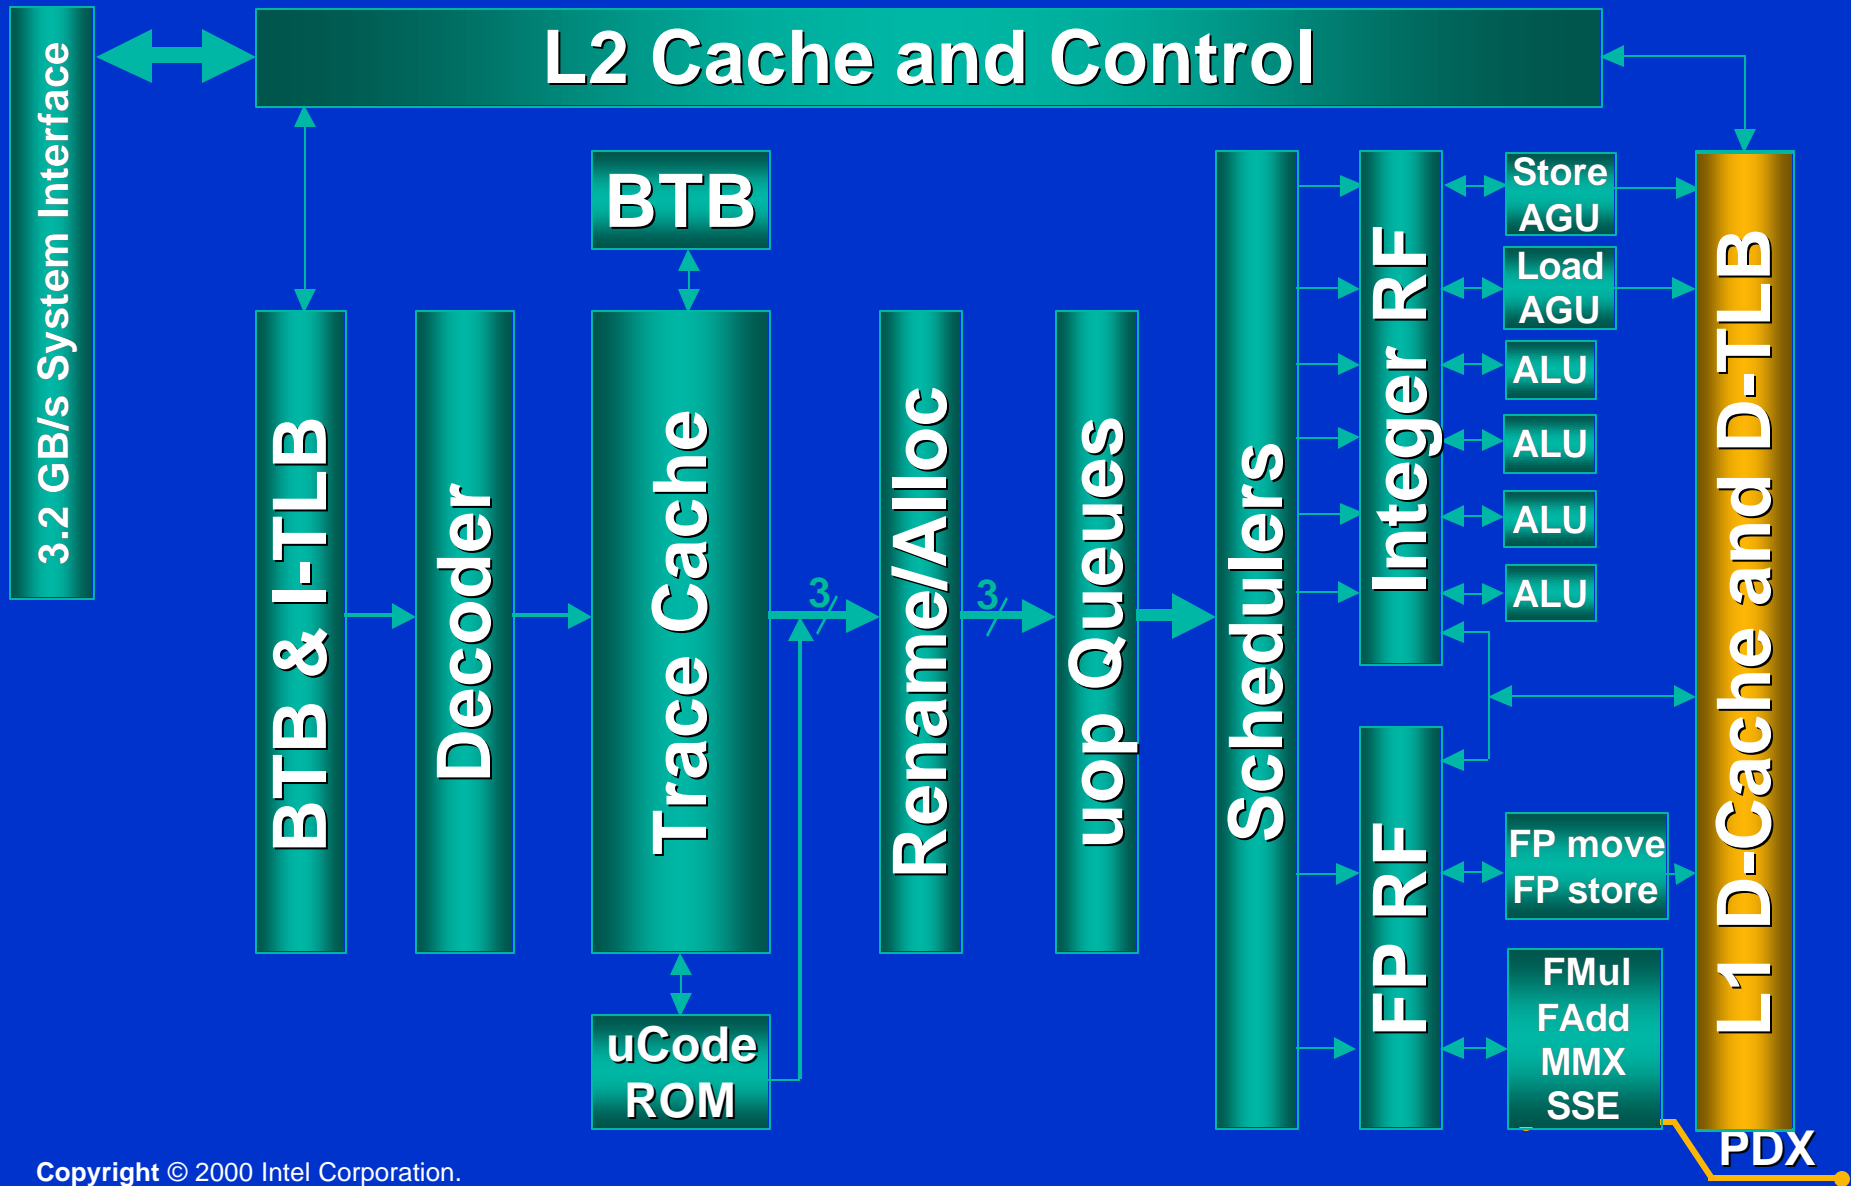 L2 Cache and Control
3.2 GB/s System Interface
BTB
BTB & I-TLB
Decoder
Trace Cache
3
Rename/Alloc
3
uop Queues
Schedulers
Integer RF
FP RF
Store
AGU
Load
AGU
ALU
ALU
ALU
ALU
FP move
FP store
FMul
FAdd
MMX
SSE
L1 D-Cache and D-TLB
uCode
ROM
PDX
Copyright © 2000 Intel Corporation.